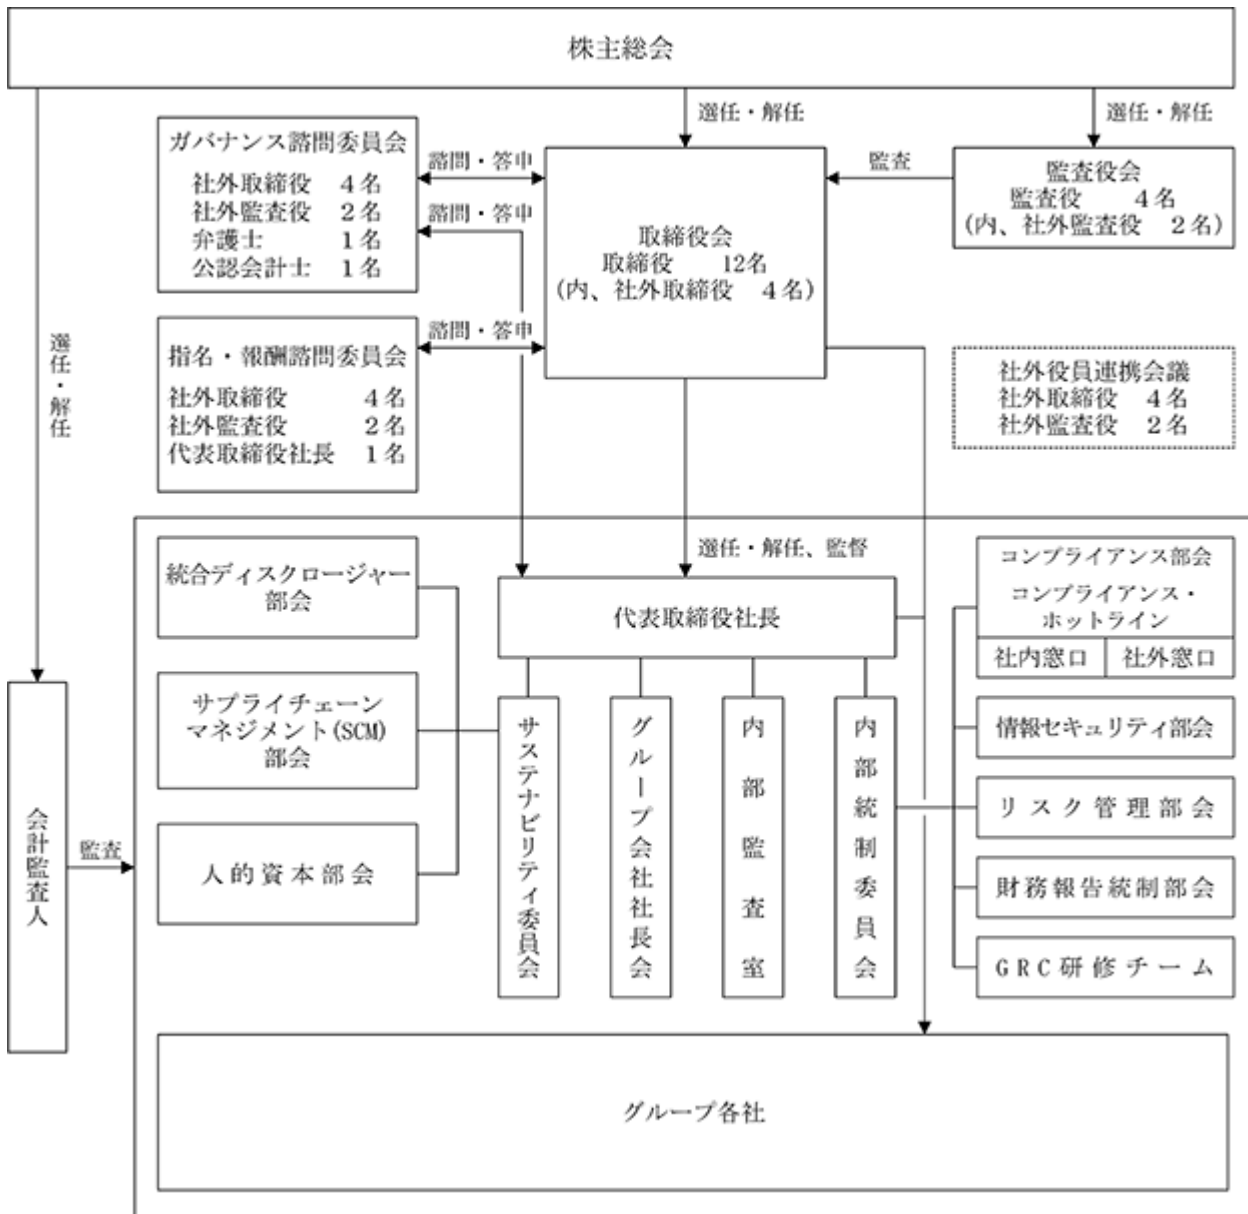 株主総会
選任・解任
選任・解任
ガバナンス諮問委員会
社外取締役 4名
社外監査役 2名
弁護士 1名
公認会計士 1名
諮問・答申
諮問・答申
監査
監査役会
監査役 4名
(内、社外監査役 2名)
取締役会
取締役 12名
(内、社外取締役 4名)
選任・解任
指名・報酬諮問委員会
社外取締役 4名
社外監査役 2名
代表取締役社長 1名
諮問・答申
社外役員連携会議
社外取締役 4名
社外監査役 2名
選任・解任、監督
代表取締役社長
統合ディスクロージャー
部会
サプライチェーン
マネジメント(SCM)
部会
人的資本部会
サステナビリティ委員会
グループ会社社長会
内部監査室
内部統制委員会
コンプライアンス部会
コンプライアンス・
ホットライン
社内窓口
社外窓口
情報セキュリティ部会
リスク管理部会
財務報告統制部会
GRC研修チーム
会計監査人
監査
グループ各社